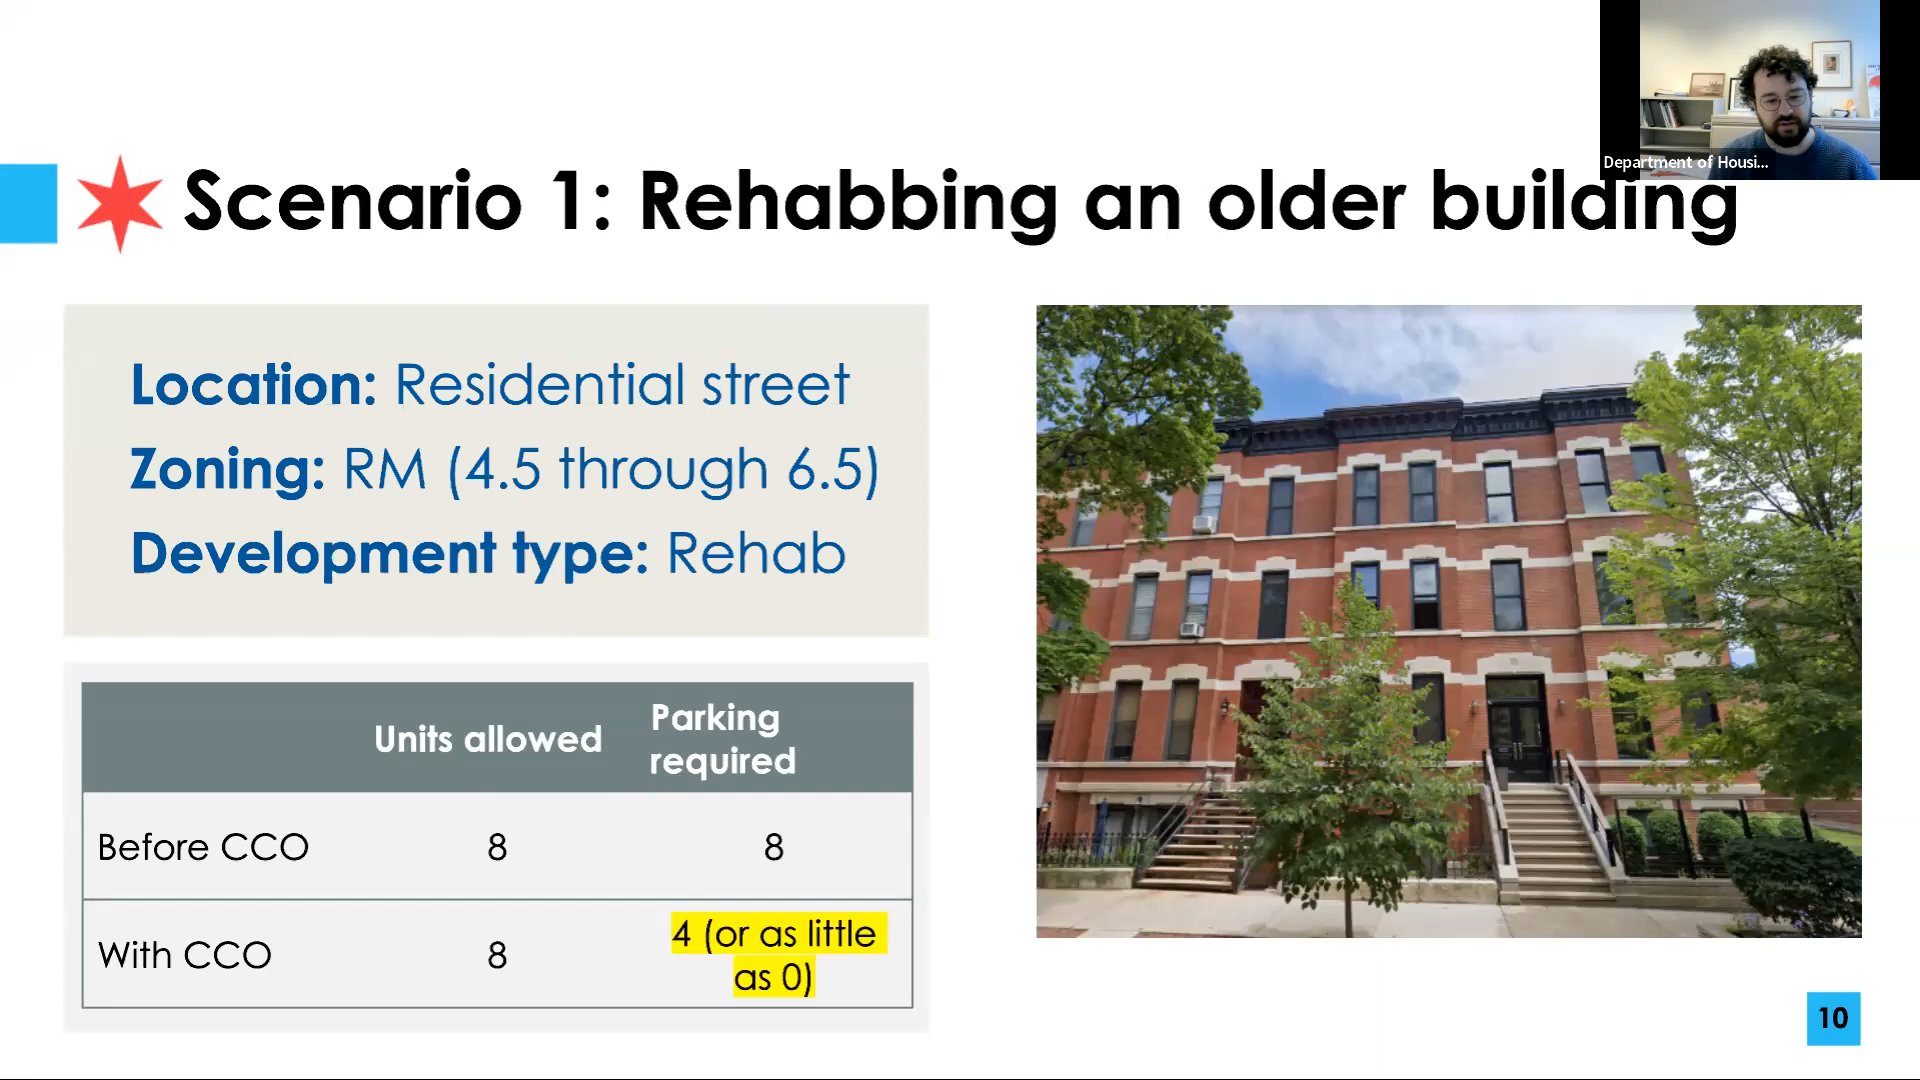 Department of Housi...
Scenario 1: Rehabbing an older building
Location: Residential street
Zoning: RM (4.5 through 6.5)
Development type: Rehab
Units allowed
Parking
required
Before CCO 8 8
With CCO 8 4 (or as little
as 0)
10